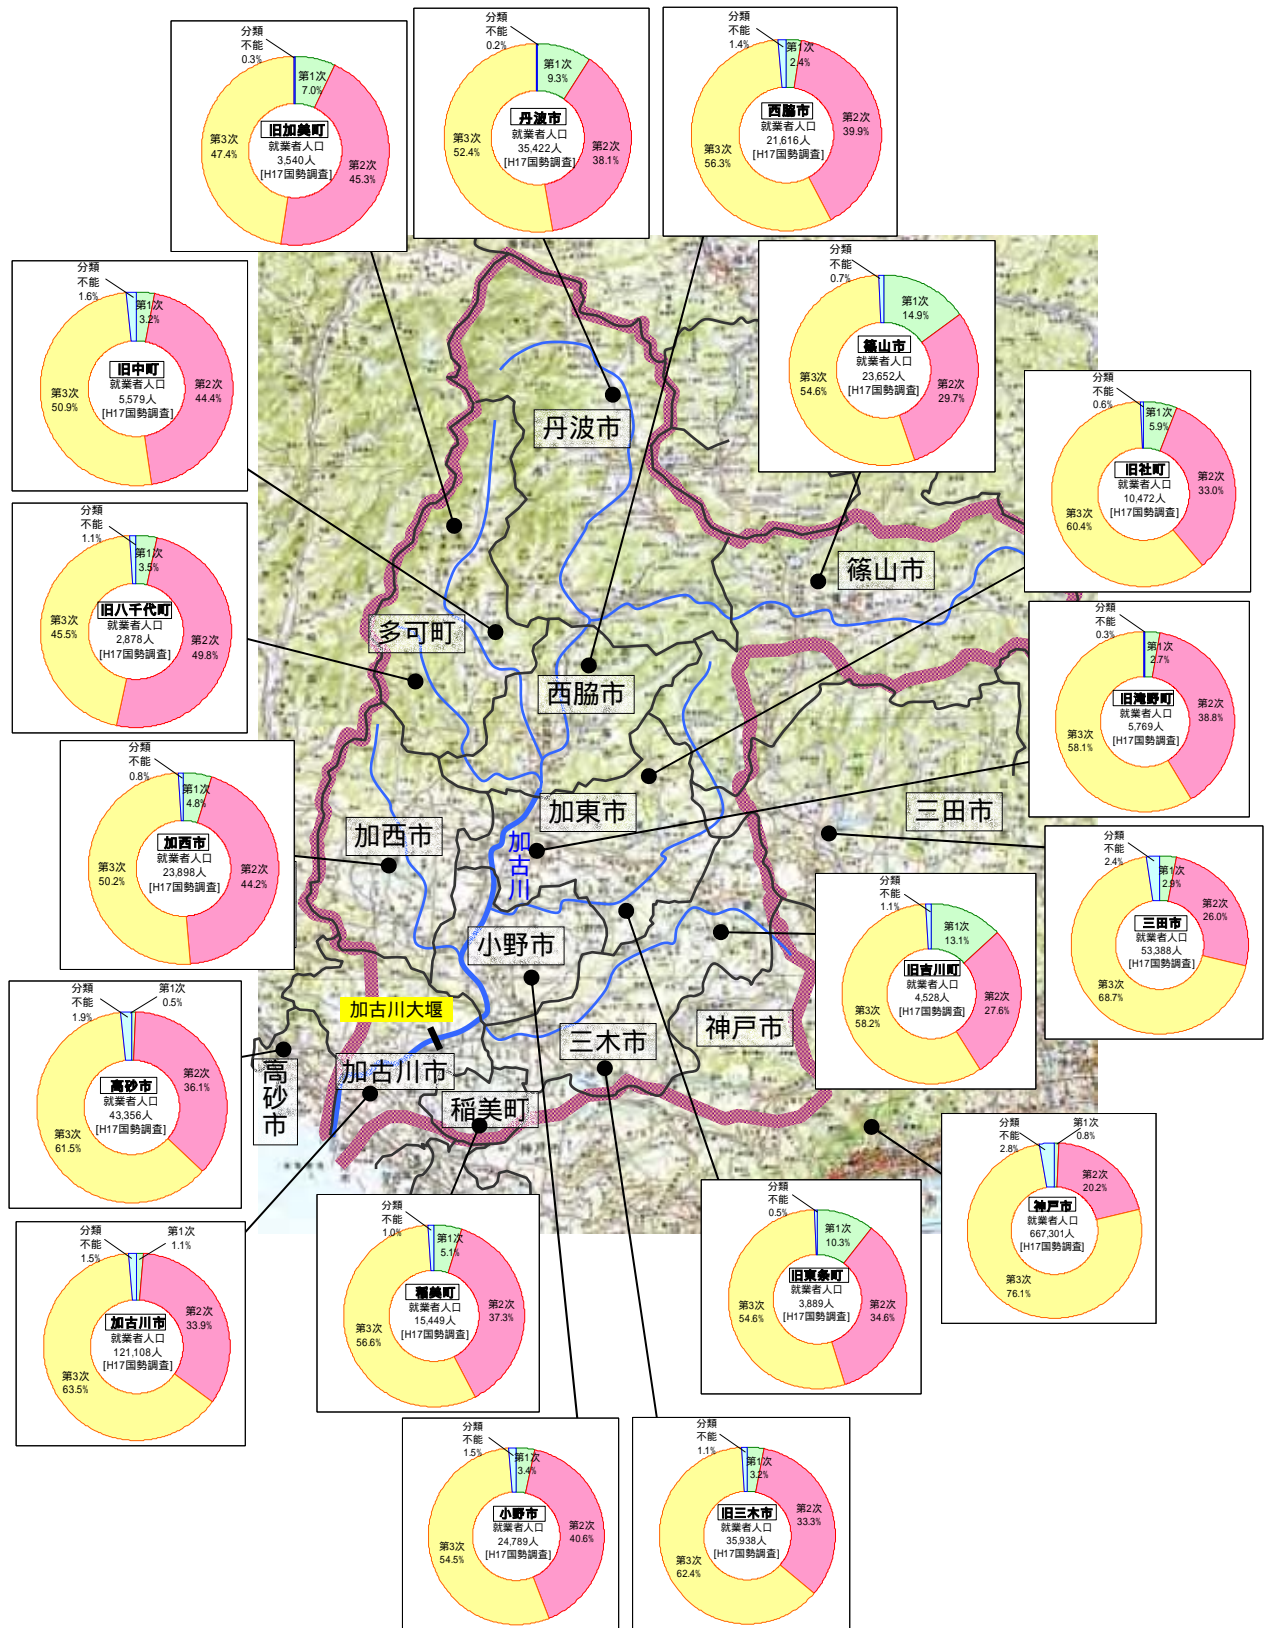 分類
不能
0.3%
第1次
7.0%
第2次
45.3%
第3次
47.4%
旧加美町
就業者人口
3,540人
[H17国勢調査]
分類
不能
0.2%
第1次
9.3%
第2次
38.1%
第3次
52.4%
丹波市
就業者人口
35,422人
[H17国勢調査]
分類
不能
1.4%
第1次
2.4%
第2次
39.9%
第3次
56.3%
西脇市
就業者人口
21,616人
[H17国勢調査]
分類
不能
1.6%
第1次
3.2%
第2次
44.4%
第3次
50.9%
旧中町
就業者人口
5,579人
[H17国勢調査]
分類
不能
0.7%
第1次
14.9%
第2次
29.7%
第3次
54.6%
篠山市
就業者人口
23,652人
[H17国勢調査]
分類
不能
0.6%
第1次
5.9%
第2次
33.0%
第3次
60.4%
旧社町
就業者人口
10,472人
[H17国勢調査]
分類
不能
1.1%
第1次
3.5%
第2次
49.8%
第3次
45.5%
旧八千代町
就業者人口
2,878人
[H17国勢調査]
分類
不能
0.3%
第1次
2.7%
第2次
38.8%
第3次
58.1%
旧滝野町
就業者人口
5,769人
[H17国勢調査]
分類
不能
0.8%
第1次
4.8%
第2次
44.2%
第3次
50.2%
加西市
就業者人口
23,898人
[H17国勢調査]
分類
不能
2.4%
第1次
2.9%
第2次
26.0%
第3次
68.7%
三田市
就業者人口
53,388人
[H17国勢調査]
分類
不能
1.1%
第1次
13.1%
第2次
27.6%
第3次
58.2%
旧吉川町
就業者人口
4,528人
[H17国勢調査]
分類
不能
1.9%
第1次
0.5%
第2次
36.1%
第3次
61.5%
高砂市
就業者人口
43,356人
[H17国勢調査]
分類
不能
2.8%
第1次
0.8%
第2次
20.2%
第3次
76.1%
神戸市
就業者人口
667,301人
[H17国勢調査]
分類
不能
1.5%
第1次
1.1%
第2次
33.9%
第3次
63.5%
加古川市
就業者人口
121,108人
[H17国勢調査]
分類
不能
1.0%
第1次
5.1%
第2次
37.3%
第3次
56.6%
稲美町
就業者人口
15,449人
[H17国勢調査]
分類
不能
0.5%
第1次
10.3%
第2次
34.6%
第3次
54.6%
旧東条町
就業者人口
3,889人
[H17国勢調査]
分類
不能
1.5%
第1次
3.4%
第2次
40.6%
第3次
54.5%
小野市
就業者人口
24,789人
[H17国勢調査]
分類
不能
1.1%
第1次
3.2%
第2次
33.3%
第3次
62.4%
旧三木市
就業者人口
35,938人
[H17国勢調査]
丹波市
篠山市
多可町
西脇市
加東市
三田市
加西市
加古川
小野市
加古川大堰
神戸市
三木市
加古川市
高砂市
稲美町